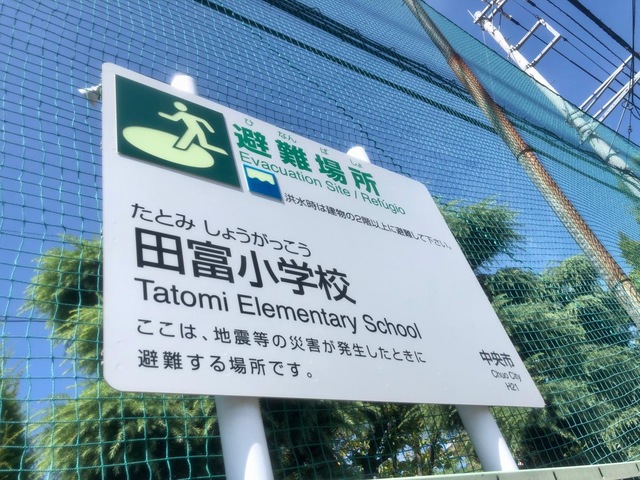 ひなんばしょ
避難場所
Evacuation Site / Refúgio
洪水時は建物の2階以上に避難して下さい。
たとみ しょうがっこう
田富小学校
Tatomi Elementary School
ここは、地震等の災害が発生したときに
避難する場所です。
中央市
Chuo City
H21